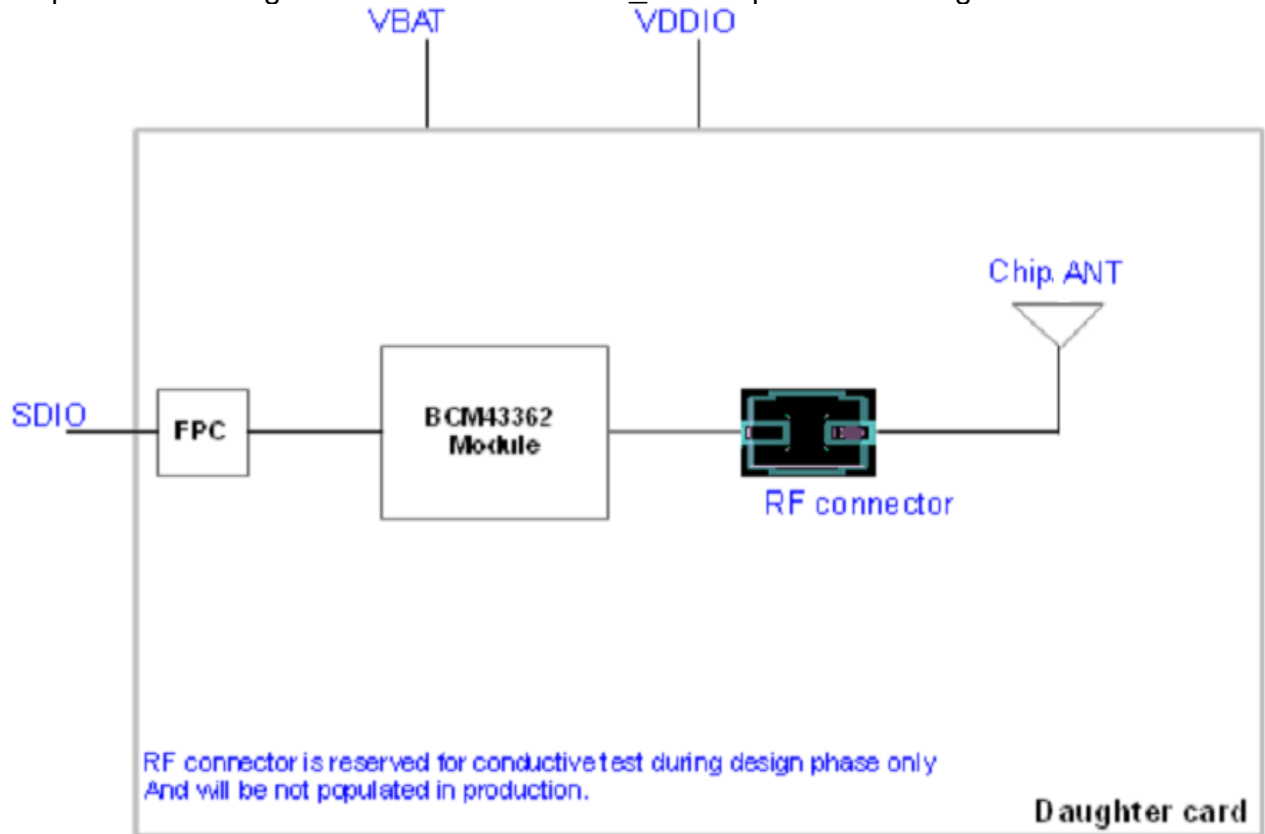 VBAT VDDIO
Chip ANT
SDIO
FPC
BCM43362
Module
RF connector
RF connector is reserved for conductive test during design phase only
And will be not populated in production.
Daughter card